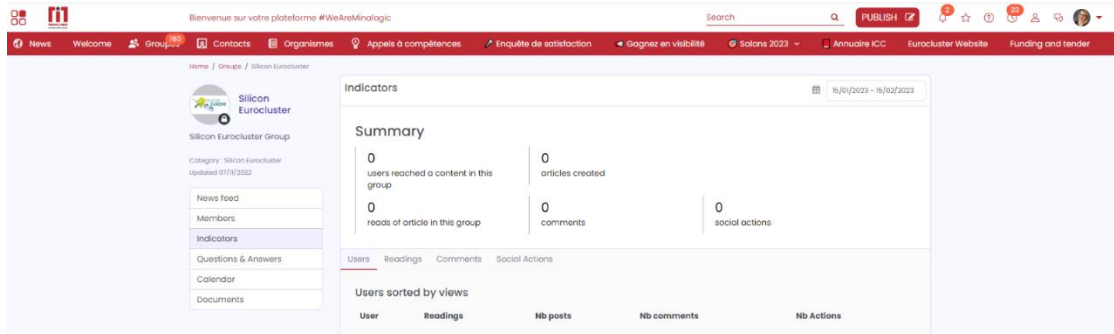 Bienvenue sur votre plateforme #WeAreMinalogic
Search
PUBLISH
2
33
News
Welcome
Groupes
160
Contacts
Organismes
Appels à compétences
Enquête de satisfaction
Gagnez en visibilité
Salons 2023
Annuaire ICC
Eurocluster Website
Funding and tender
Home / Groups / Silicon Eurocluster
Silicon
Eurocluster
Silicon Eurocluster Group
Category : Silicon Eurocluster
Updated 07/11/2022
News feed
Members
Indicators
Questions & Answers
Calendar
Documents
Indicators
15/01/2023 - 15/02/2023
Summary
0
users reached a content in this
group
0
articles created
0
reads of article in this group
0
comments
0
social actions
Users Readings Comments Social Actions
Users sorted by views
User Readings Nb posts Nb comments Nb Actions